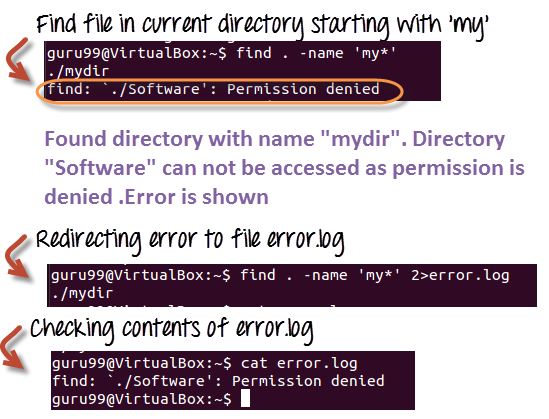 Find file in current directory starting with 'my'
guru99@VirtualBox:~$ find . -name 'my*'
./mydir
find: `./Software': Permission denied
Found directory with name "mydir". Directory
"Software" can not be accessed as permission is
denied .Error is shown
Redirecting error to file error.log
guru99@VirtualBox:~$ find . -name 'my*' 2>error.log
./mydir
Checking contents of error.log
guru99@VirtualBox:~$ cat error.log
find: `./Software': Permission denied
guru99@VirtualBox:~$